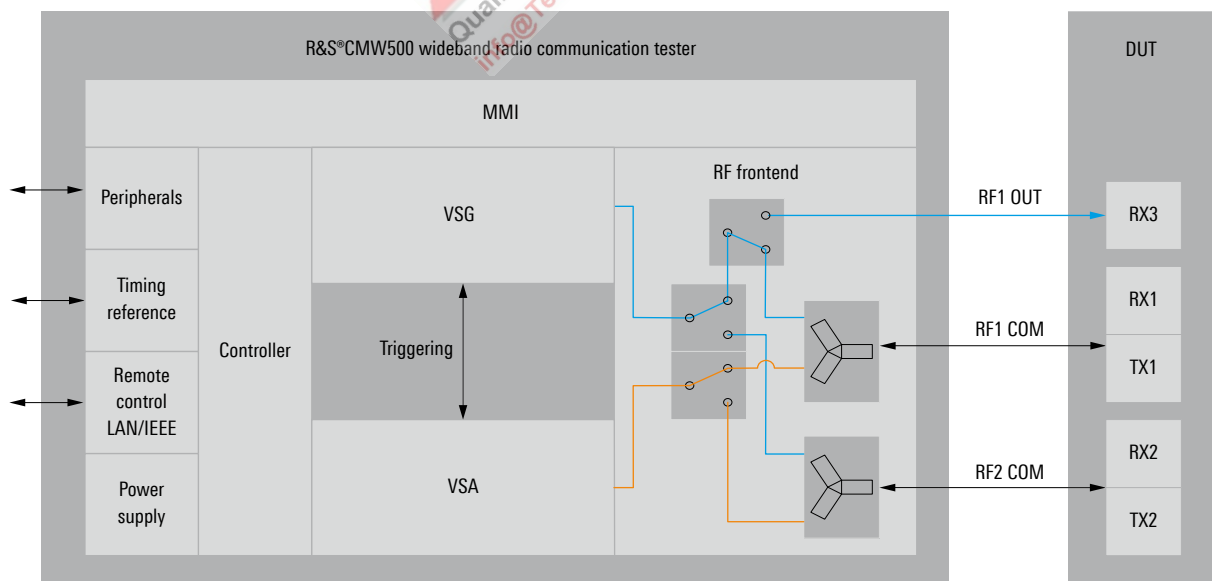 R&S®CMW500 wideband radio communication tester
DUT
MMI
Peripherals
Timing
reference
Remote
control
LAN/IEEE
Power
supply
Controller
VSG
Triggering
VSA
RF frontend
RF1 OUT
RF1 COM
RF2 COM
RX3
RX1
TX1
RX2
TX2